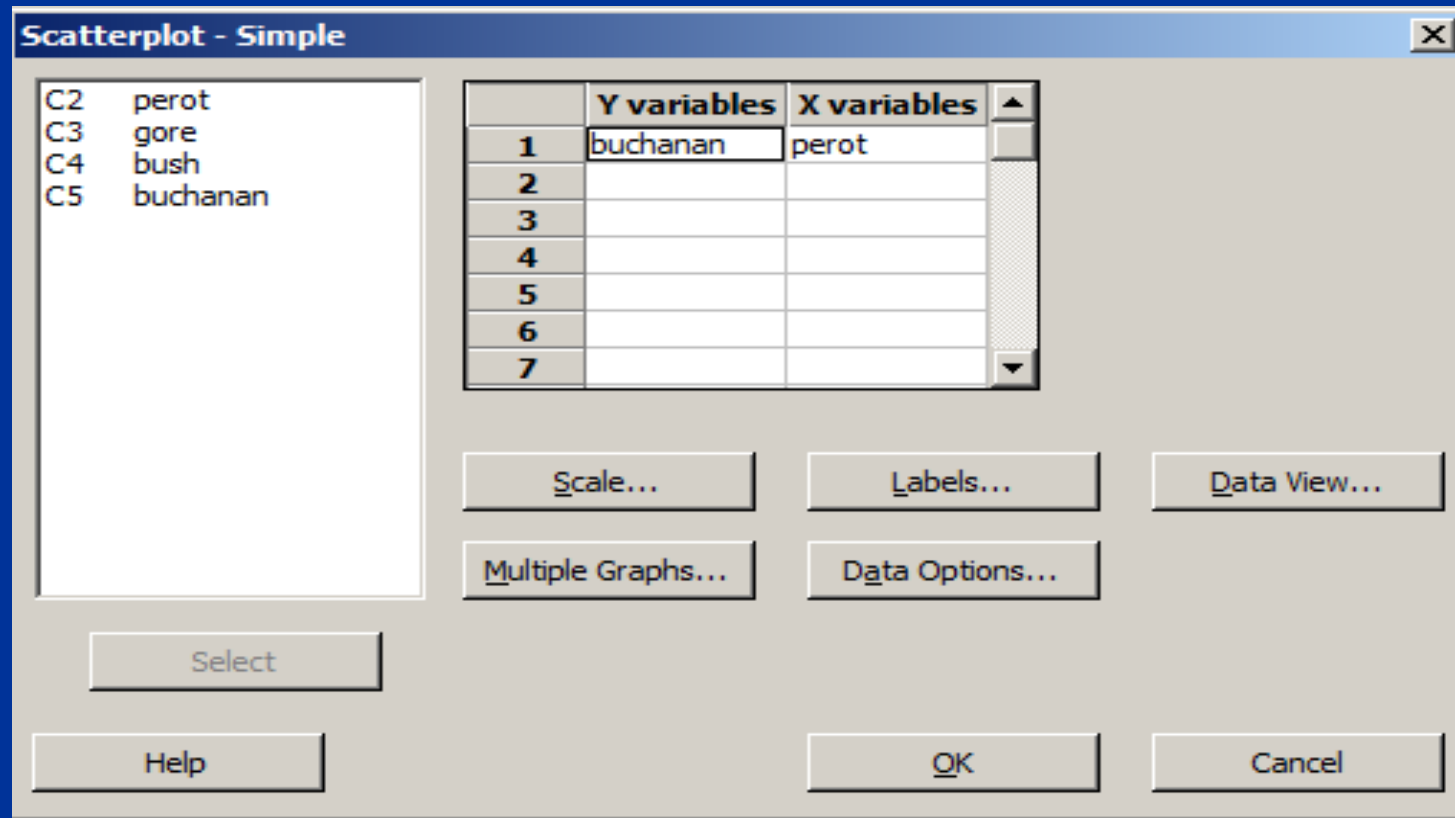 Scatterplot - Simple
C2 perot
C3 gore
C4 bush
C5 buchanan
Y variables X variables
1 buchanan perot
2
3
4
5
6
7
Scale... Labels... Data View...
Multiple Graphs... Data Options...
Select
Help OK Cancel